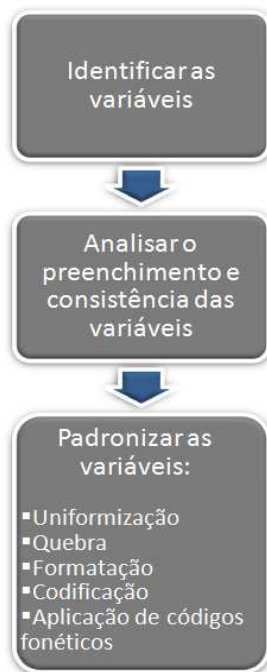 Identificar as
variáveis
Analisar o
preenchimento e
consistência das
variáveis
Padronizar as
variáveis:
▪Uniformização
▪Quebra
▪Formatação
▪Codificação
▪Aplicação de códigos
fonéticos